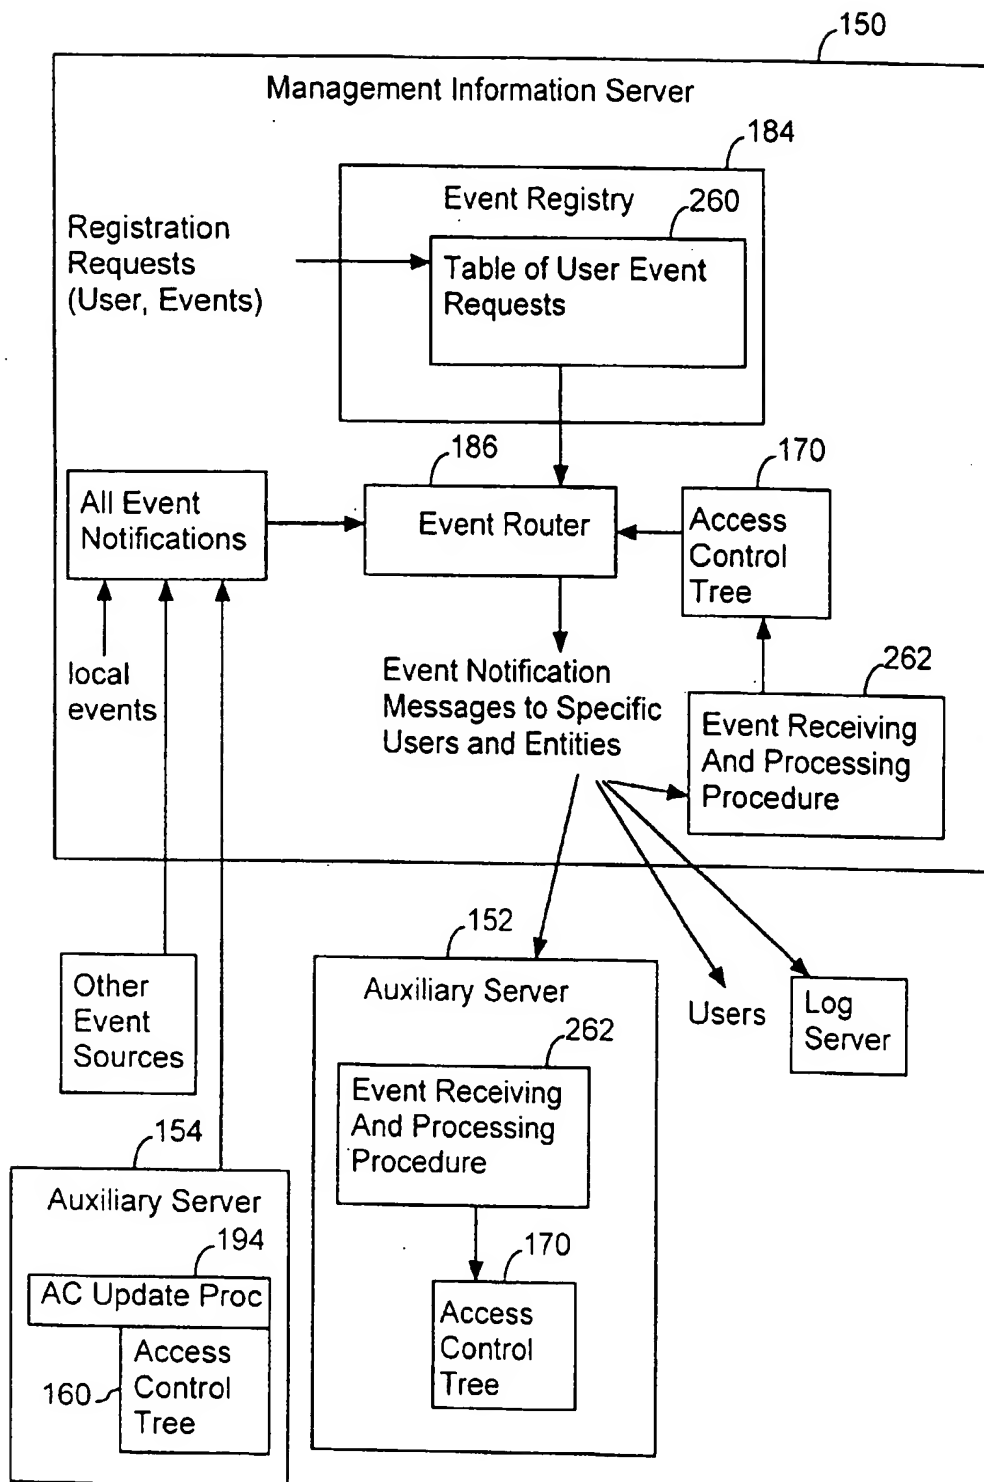 150
Management Information Server
184
Event Registry
260
Registration
Requests
(User, Events)
Table of User Event
Requests
186
170
All Event
Notifications
Event Router
Access
Control
Tree
local
events
Event Notification
Messages to Specific
Users and Entities
262
Event Receiving
And Processing
Procedure
152
Other
Event
Sources
Auxiliary Server
Users
Log
Server
262
Event Receiving
And Processing
Procedure
154
Auxiliary Server
194
AC Update Proc
170
Access
Control
Tree
160
Access
Control
Tree